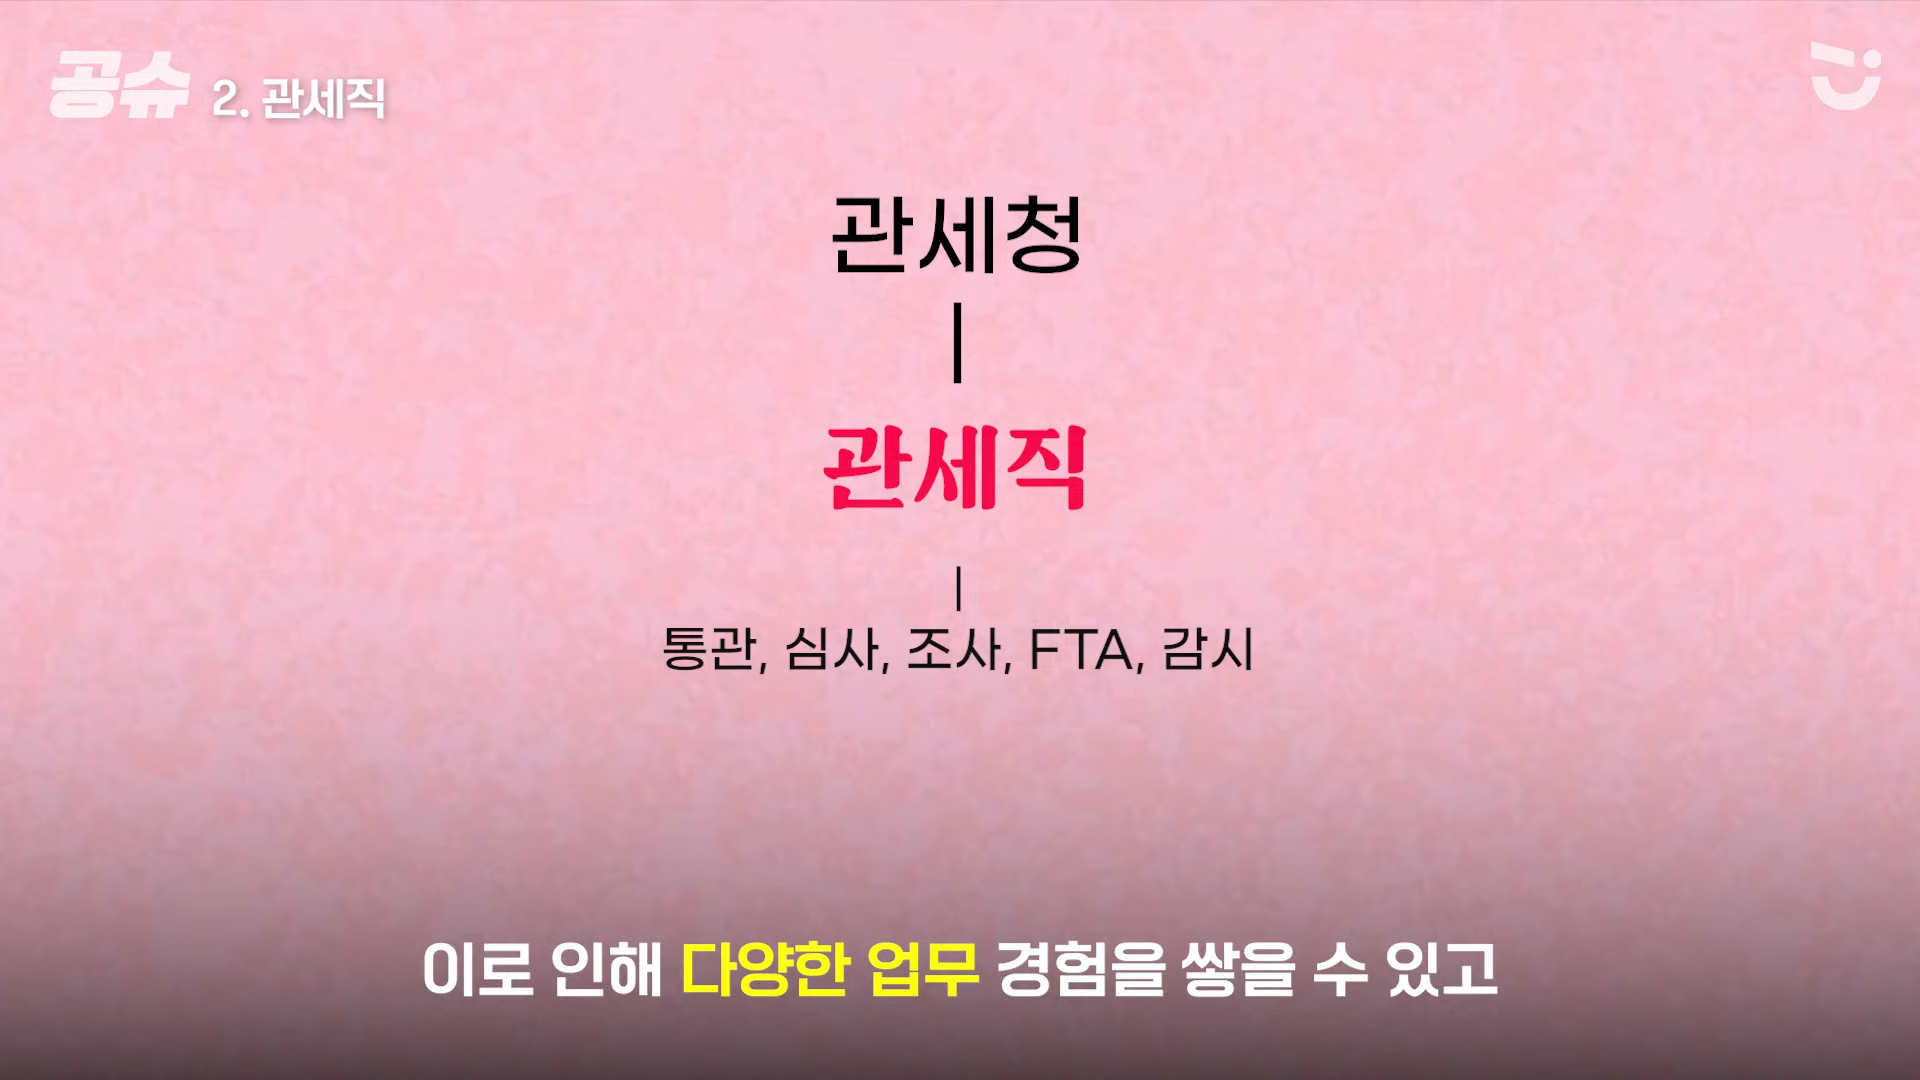 공슈 2. 관세직
관세청
관세직
통관, 심사, 조사, FTA, 감시
이로 인해 다양한 업무 경험을 쌓을 수 있고